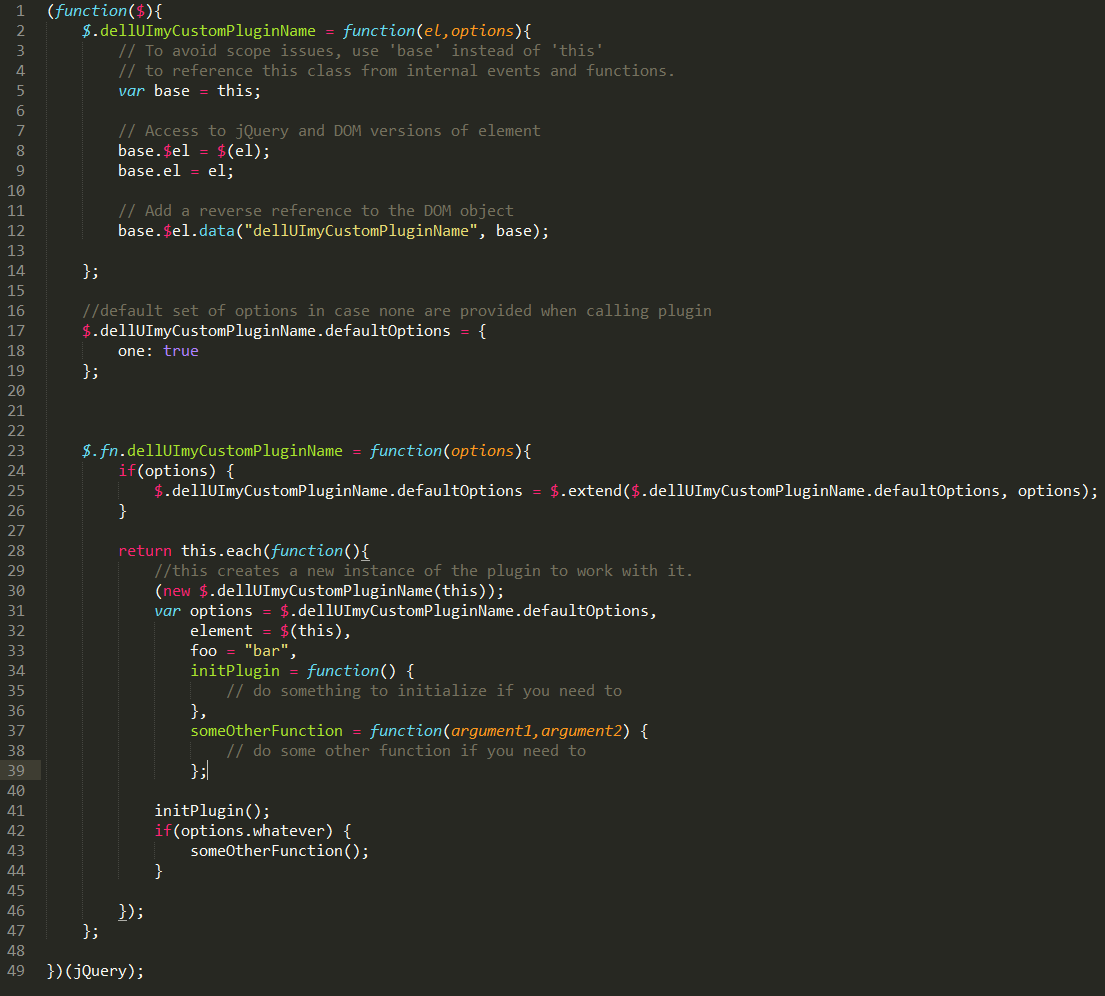 1 (function($){
2     $.dellUImyCustomPluginName = function(el,options){
3         // To avoid scope issues, use 'base' instead of 'this'
4         // to reference this class from internal events and functions.
5         var base = this;
6
7         // Access to jQuery and DOM versions of element
8         base.$el = $(el);
9         base.el = el;
10
11         // Add a reverse reference to the DOM object
12         base.$el.data("dellUImyCustomPluginName", base);
13
14     };
15
16     //default set of options in case none are provided when calling plugin
17     $.dellUImyCustomPluginName.defaultOptions = {
18         one: true
19     };
20
21
22
23     $.fn.dellUImyCustomPluginName = function(options){
24         if(options) {
25             $.dellUImyCustomPluginName.defaultOptions = $.extend($.dellUImyCustomPluginName.defaultOptions, options);
26         }
27
28         return this.each(function(){
29             //this creates a new instance of the plugin to work with it.
30             (new $.dellUImyCustomPluginName(this));
31             var options = $.dellUImyCustomPluginName.defaultOptions,
32                 element = $(this),
33                 foo = "bar",
34                 initPlugin = function() {
35                     // do something to initialize if you need to
36                 },
37                 someOtherFunction = function(argument1,argument2) {
38                     // do some other function if you need to
39                 };
40
41             initPlugin();
42             if(options.whatever) {
43                 someOtherFunction();
44             }
45
46         });
47     };
48
49 })(jQuery);